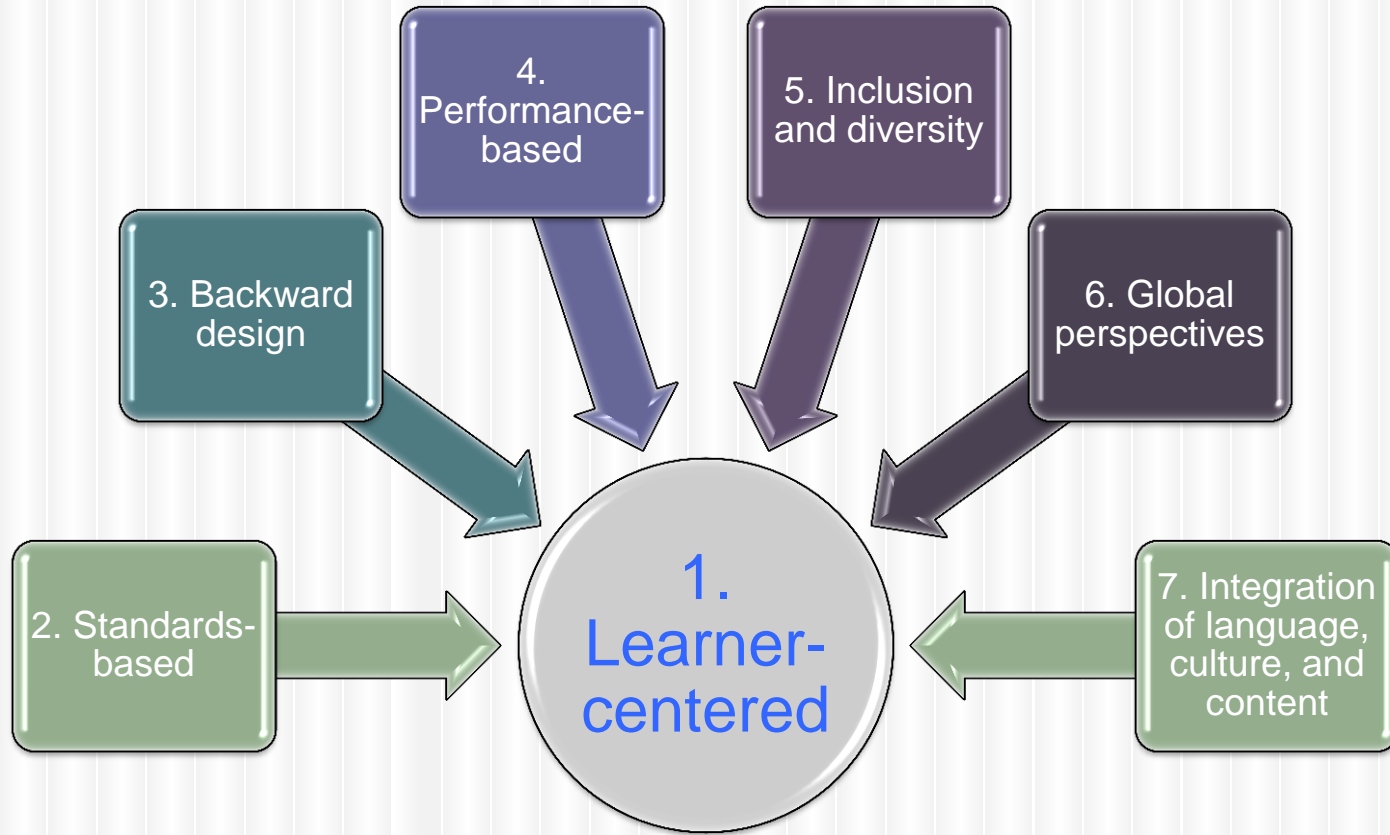 1.
Learner-
centered
2. Standards-
based
3. Backward
design
4.
Performance-
based
5. Inclusion
and diversity
6. Global
perspectives
7. Integration
of language,
culture, and
content